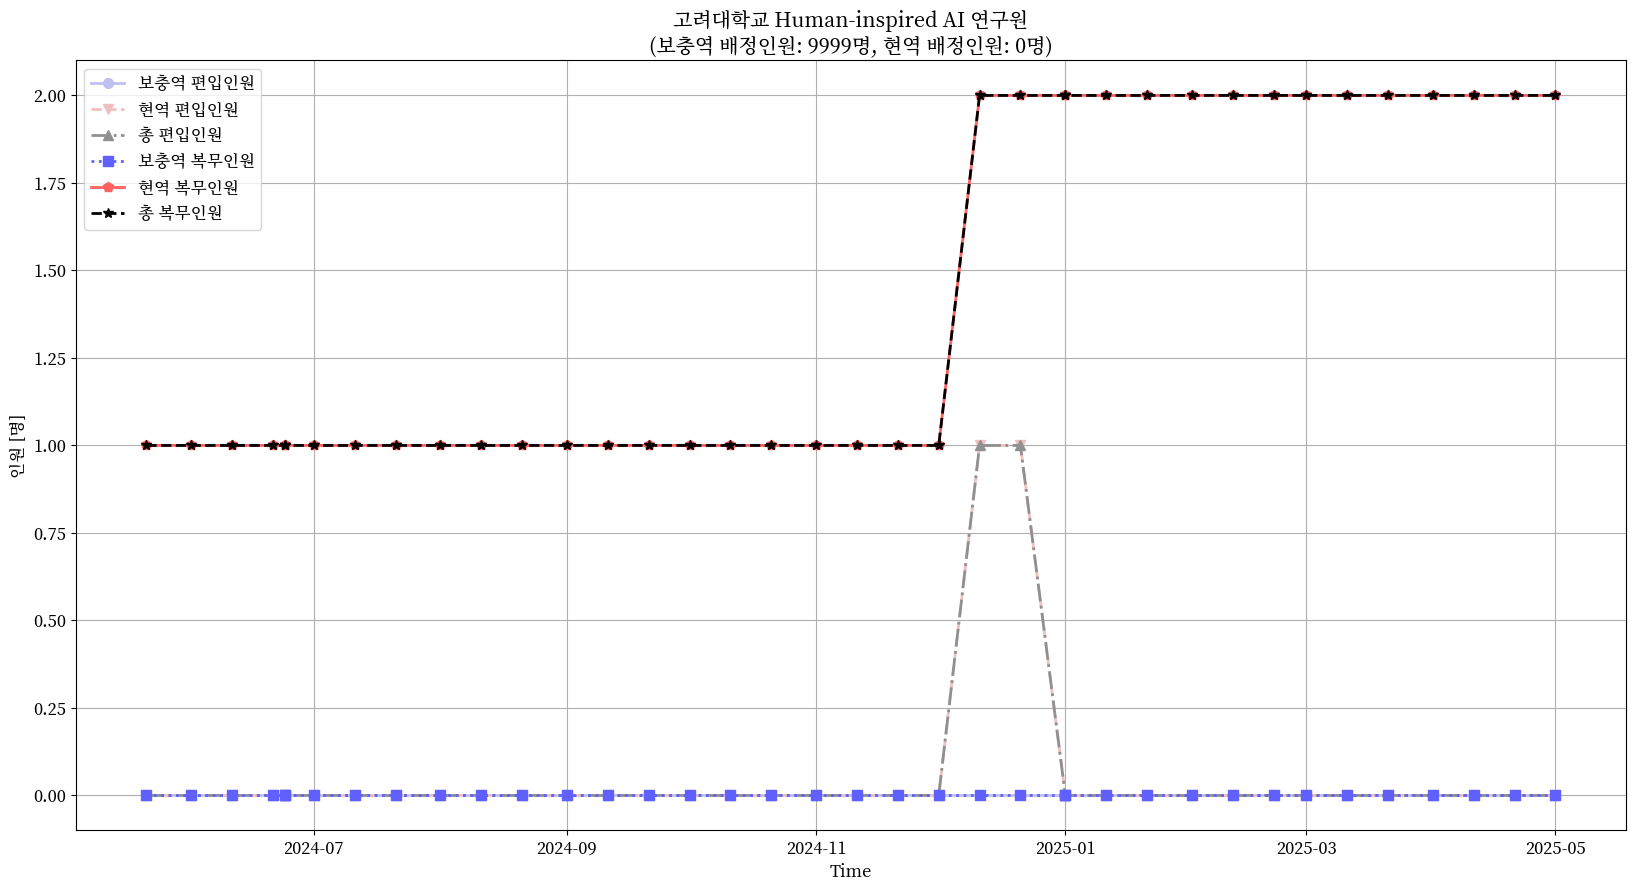 고려대학교 Human-inspired AI 연구원
(보충역 배정인원: 9999명, 현역 배정인원: 0명)
보충역 편입인원
현역 편입인원
총 편입인원
보충역 복무인원
현역 복무인원
총 복무인원
2.00
1.75
1.50
1.25
1.00
0.75
0.50
0.25
0.00
인원 [명]
2024-07
2024-09
2024-11
2025-01
2025-03
2025-05
Time